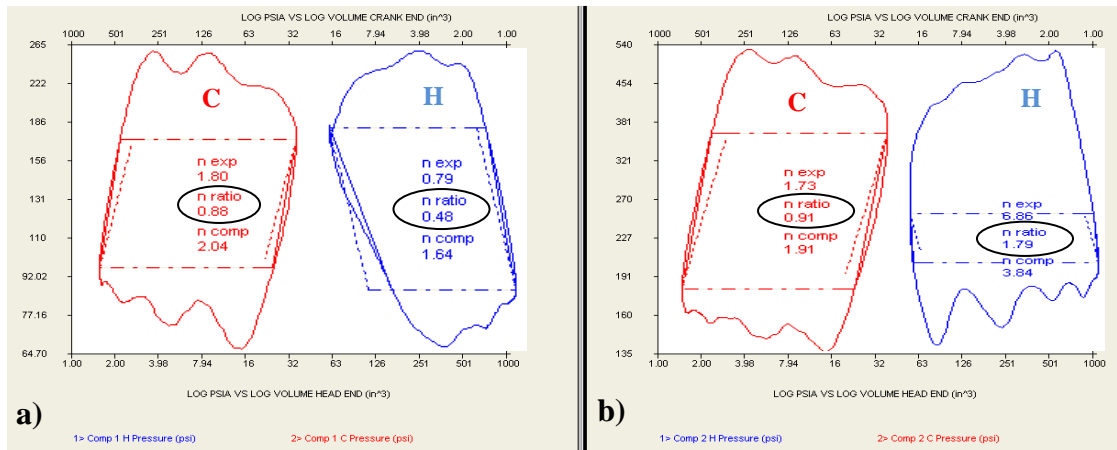 LOG PSIA VS LOG VOLUME CRANK END (in^3)
1000 501 251 126 63 32 16 7.94 3.98 2.00 1.00
265
222
186
156
131
110
92.02
77.16
64.70
C
H
n exp
1.80
n ratio
0.88
n comp
2.04
n exp
0.79
n ratio
0.48
n comp
1.64
1.00 2.00 3.98 7.94 16 32 63 126 251 501 1000
LOG PSIA VS LOG VOLUME HEAD END (in^3)
a)
1> Comp 1 H Pressure (psi) 2> Comp 1 C Pressure (psi)
LOG PSIA VS LOG VOLUME CRANK END (in^3)
1000 501 251 126 63 32 16 7.94 3.98 2.00 1.00
540
454
381
321
270
227
191
160
135
C
H
n exp
1.73
n ratio
0.91
n comp
1.91
n exp
6.86
n ratio
1.79
n comp
3.84
1.00 2.00 3.98 7.94 16 32 63 126 251 501 1000
LOG PSIA VS LOG VOLUME HEAD END (in^3)
b)
1> Comp 2 H Pressure (psi) 2> Comp 2 C Pressure (psi)